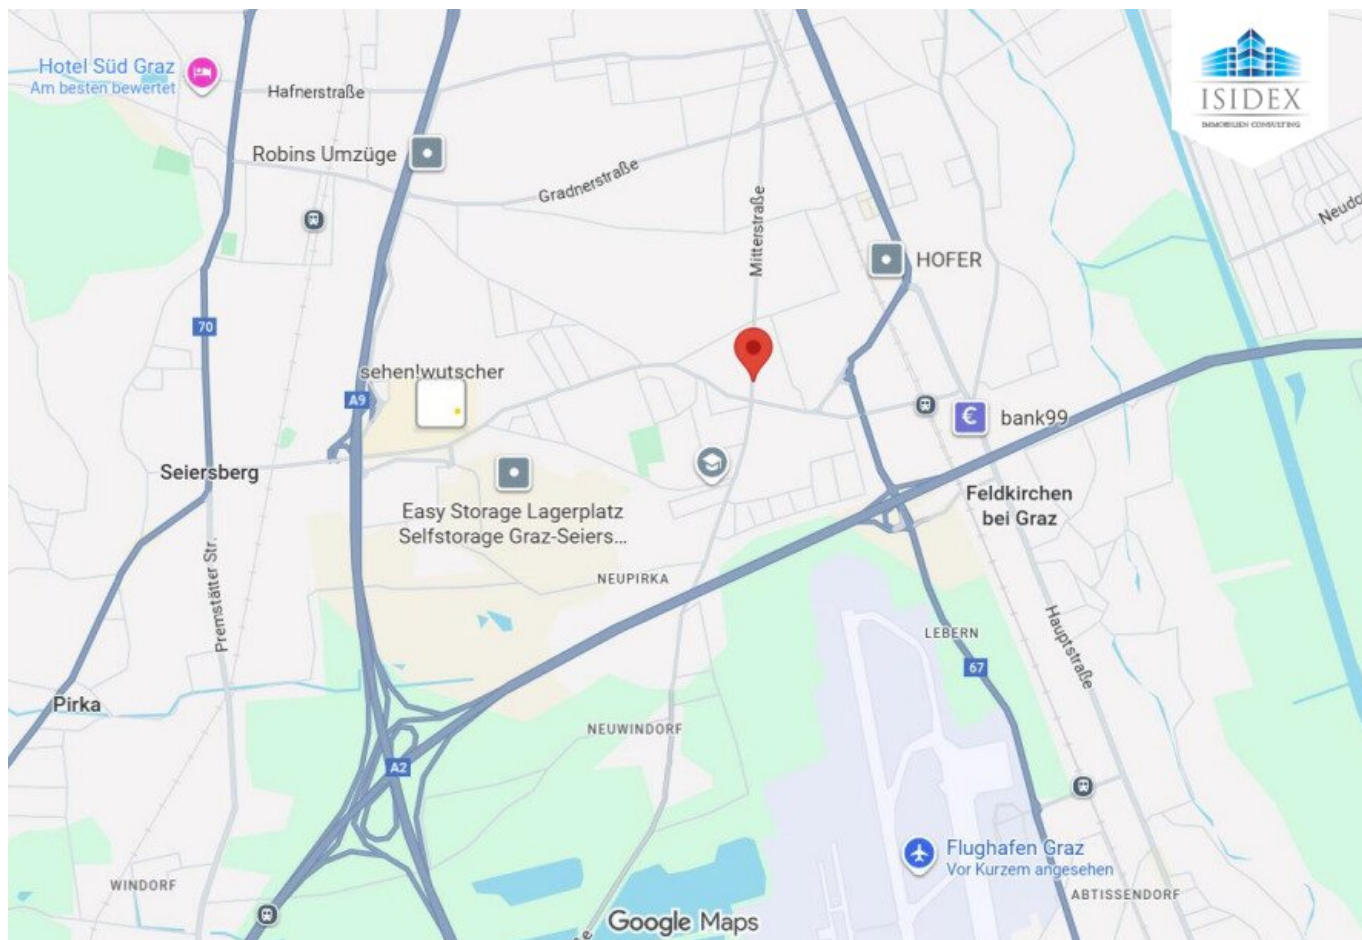 Hotel Süd Graz
Am besten bewertet
Hafnerstraße
ISIDEX
IMMOBILIEN CONSULTING
Robins Umzüge
Gradnerstraße
Mitterstraße
Neudo
HOFER
70
sehen!wutscher
A9
€
bank99
Seiersberg
Easy Storage Lagerplatz
Selfstorage Graz-Seiers...
Feldkirchen
bei Graz
Premstätter Str.
NEUPIRKA
LEBERN
Hauptstraße
67
Pirka
NEUWINDORF
A2
Flughafen Graz
Vor Kurzem angesehen
WINDORF
ABTISSENDORF
Google Maps